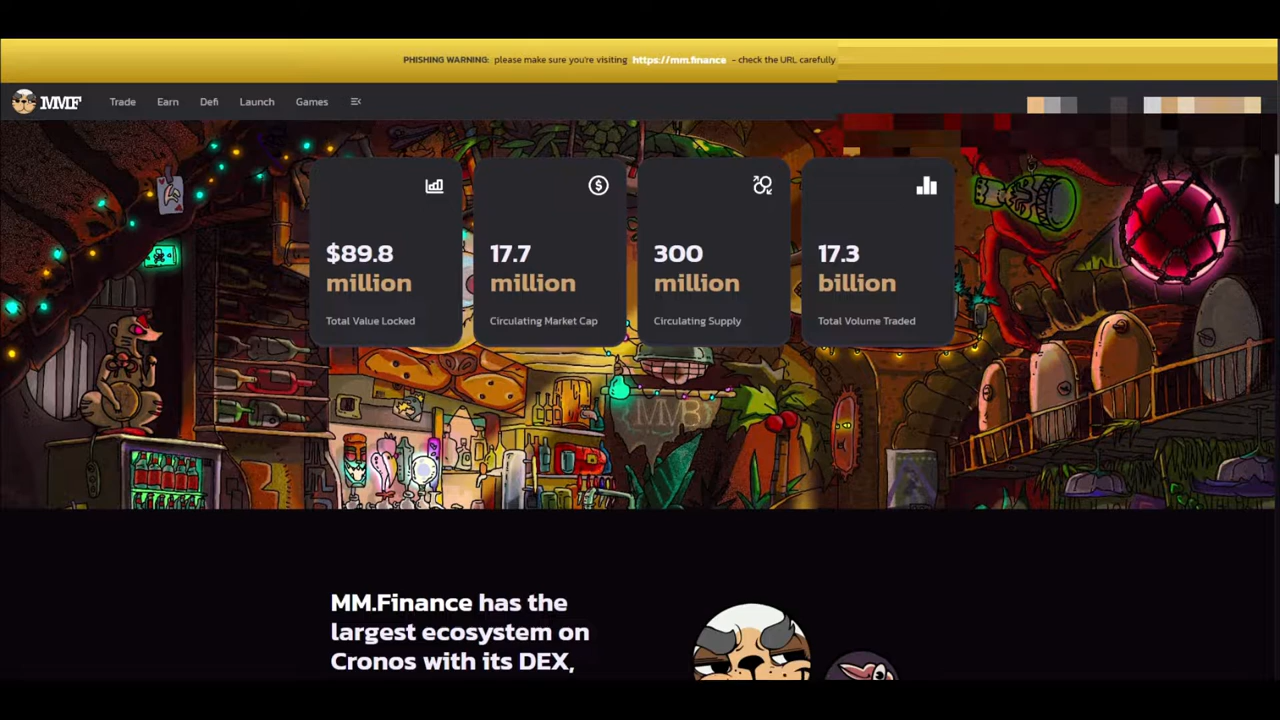 PHISHING WARNING: please make sure you're visiting https://mm.finance - check the URL carefully
MMF Trade Earn Defi Launch Games
$89.8 million
Total Value Locked
17.7 million
Circulating Market Cap
300 million
Circulating Supply
17.3 billion
Total Volume Traded
MMB
MM.Finance has the
largest ecosystem on
Cronos with its DEX,